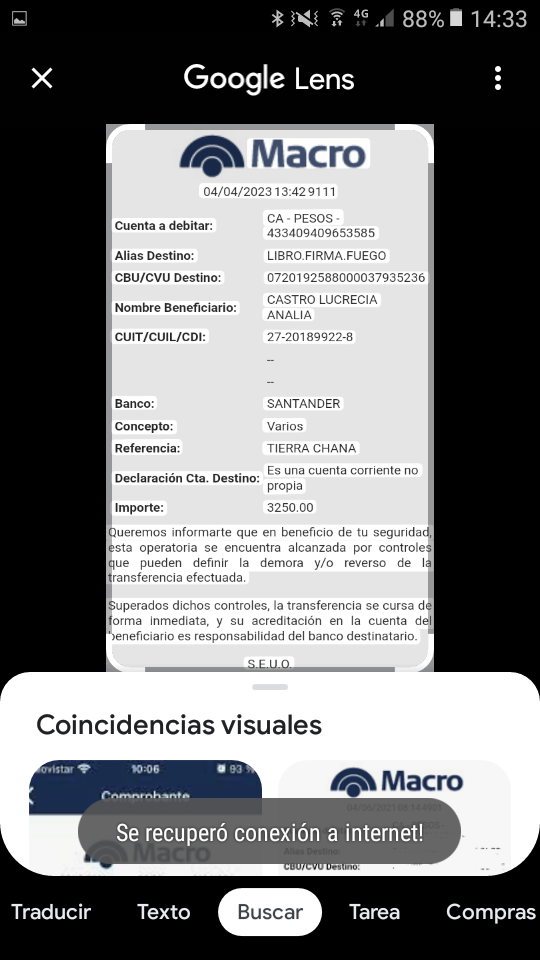 4G 88% 14:33
Google Lens
Macro
04/04/2023 13:42 9111
Cuenta a debitar: CA - PESOS -
433409409653585
Alias Destino: LIBRO.FIRMA.FUEGO
CBU/CVU Destino: 0720192588000037935236
Nombre Beneficiario: CASTRO LUCRECIA
ANALIA
CUIT/CUIL/CDI: 27-20189922-8
--
--
Banco: SANTANDER
Concepto: Varios
Referencia: TIERRA CHANA
Declaración Cta. Destino: Es una cuenta corriente no
propia
Importe: 3250.00
Queremos informarte que en beneficio de tu seguridad,
esta operatoria se encuentra alcanzada por controles
que pueden definir la demora y/o reverso de la
transferencia efectuada.
Superados dichos controles, la transferencia se cursa de
forma inmediata, y su acreditación en la cuenta del
beneficiario es responsabilidad del banco destinatario.
S.E.U.O.
Coincidencias visuales
movistar 10:06 93 %
Comprobante
Macro
Macro
Alias Destino:
CBU/CVU Destino:
Se recuperó conexión a internet!
Traducir Texto Buscar Tarea Compras